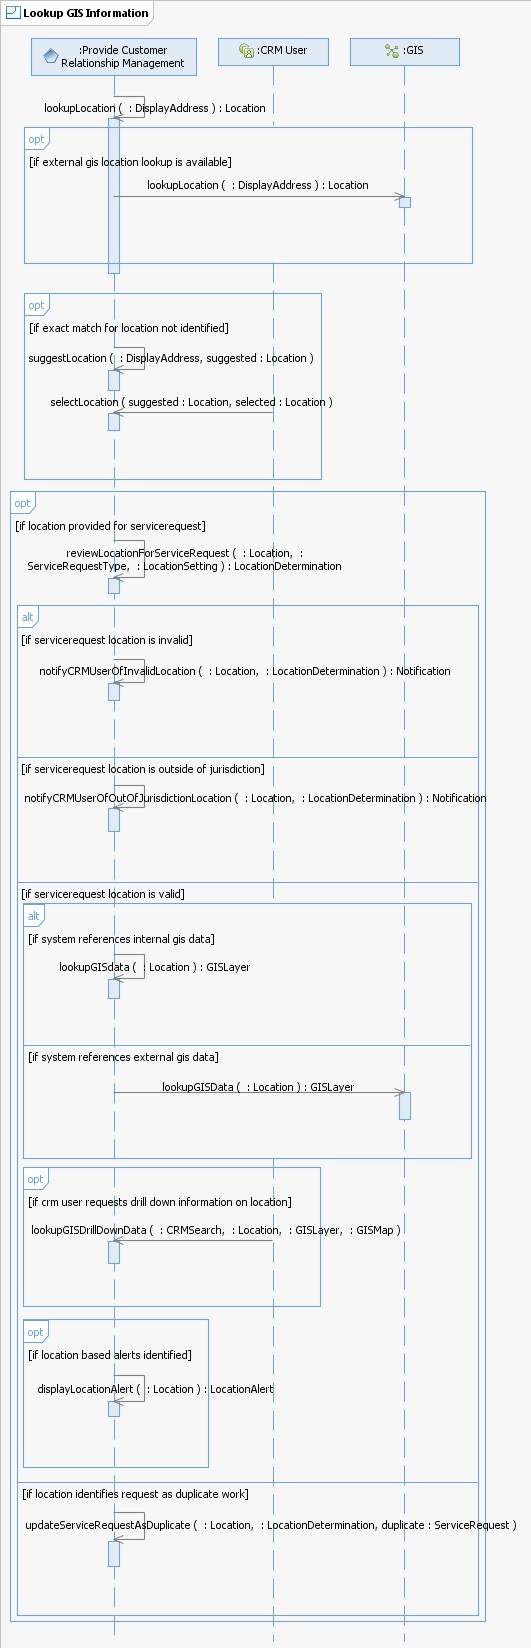 Lookup GIS Information
:Provide Customer
Relationship Management
:CRM User
:GIS
lookupLocation ( : DisplayAddress ) : Location
opt
[if external gis location lookup is available]
lookupLocation ( : DisplayAddress ) : Location
opt
[if exact match for location not identified]
suggestLocation ( : DisplayAddress, suggested : Location )
selectLocation ( suggested : Location, selected : Location )
opt
[if location provided for servicerequest]
reviewLocationForServiceRequest ( : Location, :
ServiceRequestType, : LocationSetting ) : LocationDetermination
alt
[if servicerequest location is invalid]
notifyCRMUserOfInvalidLocation ( : Location, : LocationDetermination ) : Notification
[if servicerequest location is outside of jurisdiction]
notifyCRMUserOfOutOfJurisdictionLocation ( : Location, : LocationDetermination ) : Notification
[if servicerequest location is valid]
alt
[if system references internal gis data]
lookupGISdata ( : Location ) : GISLayer
[if system references external gis data]
lookupGISData ( : Location ) : GISLayer
opt
[if crm user requests drill down information on location]
lookupGISDrillDownData ( : CRMSearch, : Location, : GISLayer, : GISMap )
opt
[if location based alerts identified]
displayLocationAlert ( : Location ) : LocationAlert
[if location identifies request as duplicate work]
updateServiceRequestAsDuplicate ( : Location, : LocationDetermination, duplicate : ServiceRequest )